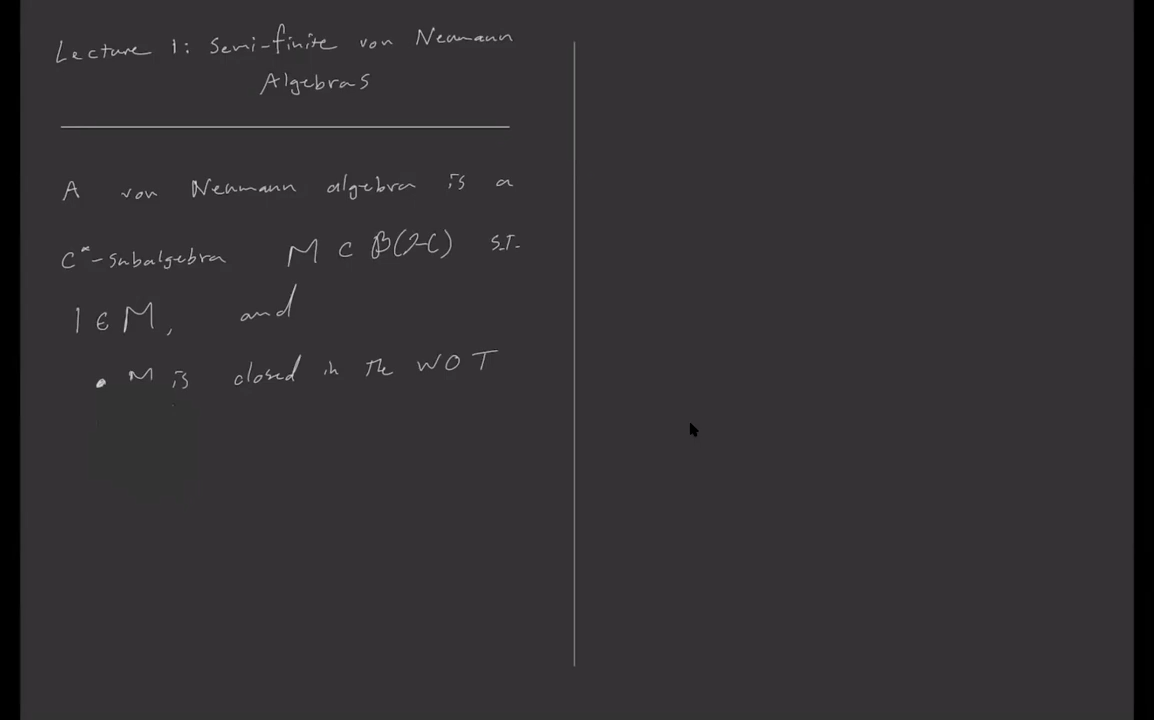 Lecture 1: Semi-finite von Neumann
Algebras
A von Neumann algebra is a
C*-subalgebra M ⊂ B(H) s.t.
1 ∈ M, and
• M is closed in the WOT